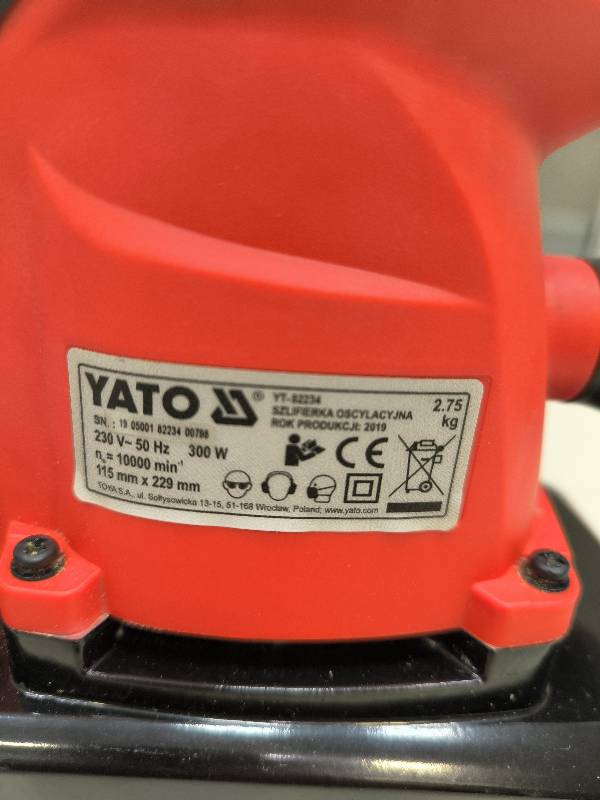 YATO ®
YT-82234
SZLIFIERKA OSCYLACYJNA
ROK PRODUKCJI: 2019
2.75
kg
SN.: 19 05001 82234 00798
230 V~ 50 Hz 300 W
n₀= 10000 min⁻¹
115 mm x 229 mm
CE
TOYA S.A., ul. Sołtysowicka 13-15, 51-168 Wrocław, Poland; www.yato.com